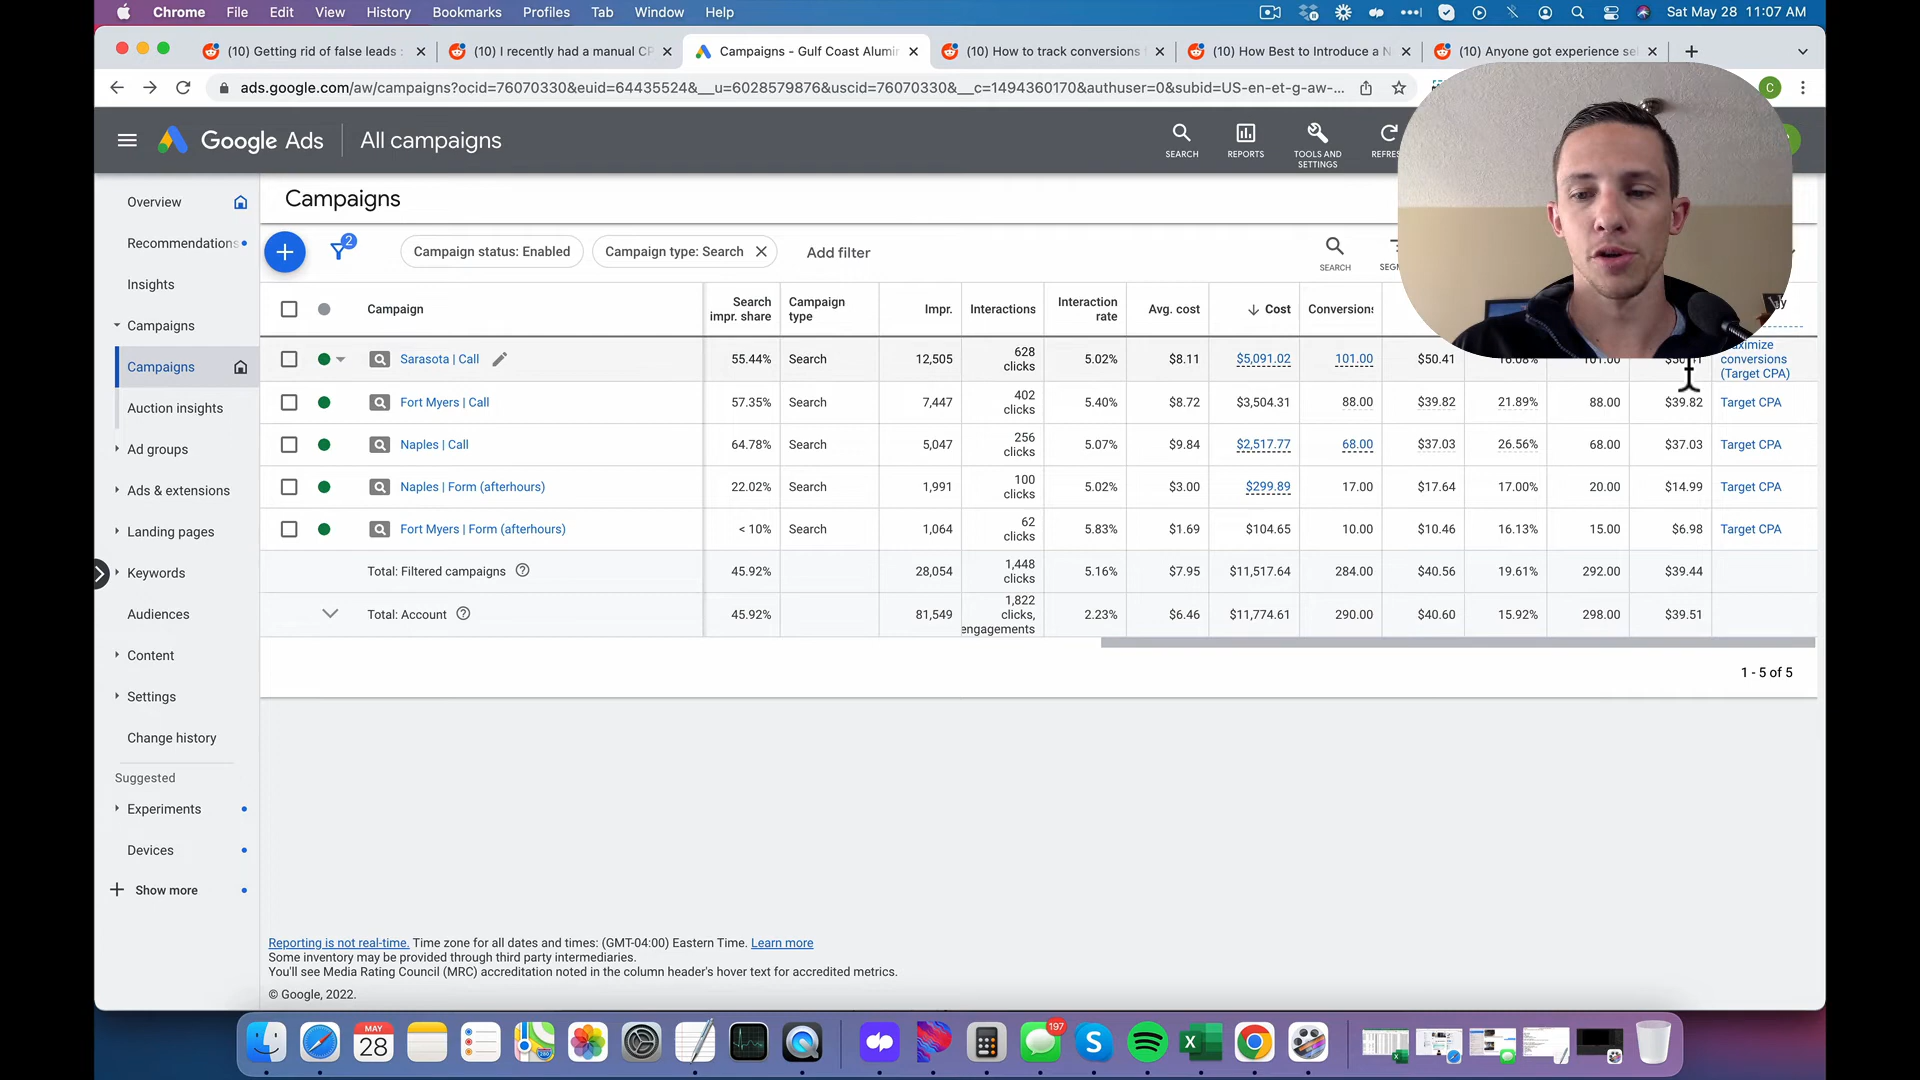 Chrome File Edit View History Bookmarks Profiles Tab Window Help Sat May 28 11:07 AM
(10) Getting rid of false leads (10) I recently had a manual CP Campaigns - Gulf Coast Alumin (10) How to track conversions (10) How Best to Introduce a N (10) Anyone got experience se
ads.google.com/aw/campaigns?ocid=76070330&euid=64435524&__u=6028579876&uscid=76070330&__c=1494360170&authuser=0&subid=US-en-et-g-aw-... C
Google Ads All campaigns SEARCH REPORTS TOOLS AND SETTINGS REFRES
Overview
Recommendations
Insights
Campaigns
Campaigns
Auction insights
Ad groups
Ads & extensions
Landing pages
Keywords
Audiences
Content
Settings
Change history
Suggested
Experiments
Devices
Show more
Campaigns
2 Campaign status: Enabled Campaign type: Search Add filter SEARCH SEGM
Campaign Search impr. share Campaign type Impr. Interactions Interaction rate Avg. cost Cost Conversions
Sarasota | Call 55.44% Search 12,505 628 clicks 5.02% $8.11 $5,091.02 101.00 $50.41 16.08% 101.00 $50.41 conversions (Target CPA)
Fort Myers | Call 57.35% Search 7,447 402 clicks 5.40% $8.72 $3,504.31 88.00 $39.82 21.89% 88.00 $39.82 Target CPA
Naples | Call 64.78% Search 5,047 256 clicks 5.07% $9.84 $2,517.77 68.00 $37.03 26.56% 68.00 $37.03 Target CPA
Naples | Form (afterhours) 22.02% Search 1,991 100 clicks 5.02% $3.00 $299.89 17.00 $17.64 17.00% 20.00 $14.99 Target CPA
Fort Myers | Form (afterhours) < 10% Search 1,064 62 clicks 5.83% $1.69 $104.65 10.00 $10.46 16.13% 15.00 $6.98 Target CPA
Total: Filtered campaigns 45.92% 28,054 1,448 clicks 5.16% $7.95 $11,517.64 284.00 $40.56 19.61% 292.00 $39.44
Total: Account 45.92% 81,549 1,822 clicks, engagements 2.23% $6.46 $11,774.61 290.00 $40.60 15.92% 298.00 $39.51
1 - 5 of 5
Reporting is not real-time. Time zone for all dates and times: (GMT-04:00) Eastern Time. Learn more
Some inventory may be provided through third party intermediaries.
You'll see Media Rating Council (MRC) accreditation noted in the column header's hover text for accredited metrics.
© Google, 2022.
MAY 28 197